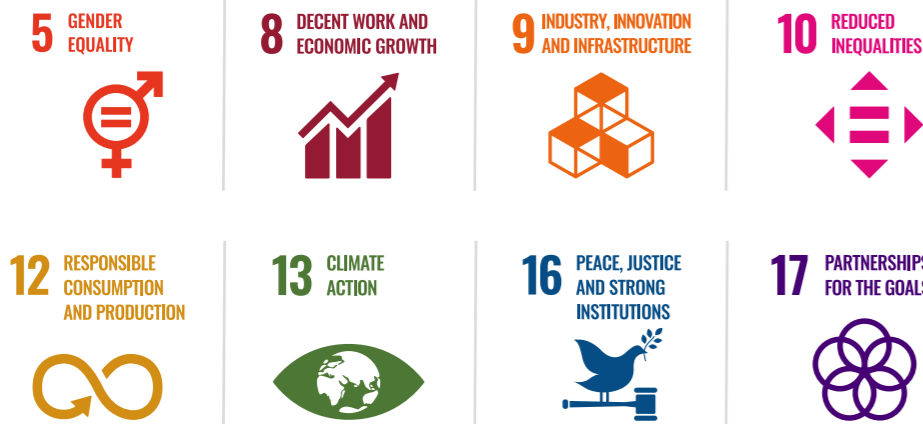 5 GENDER
EQUALITY
8 DECENT WORK AND
ECONOMIC GROWTH
9 INDUSTRY, INNOVATION
AND INFRASTRUCTURE
10 REDUCED
INEQUALITIES
12 RESPONSIBLE
CONSUMPTION
AND PRODUCTION
13 CLIMATE
ACTION
16 PEACE, JUSTICE
AND STRONG
INSTITUTIONS
17 PARTNERSHIPS
FOR THE GOALS